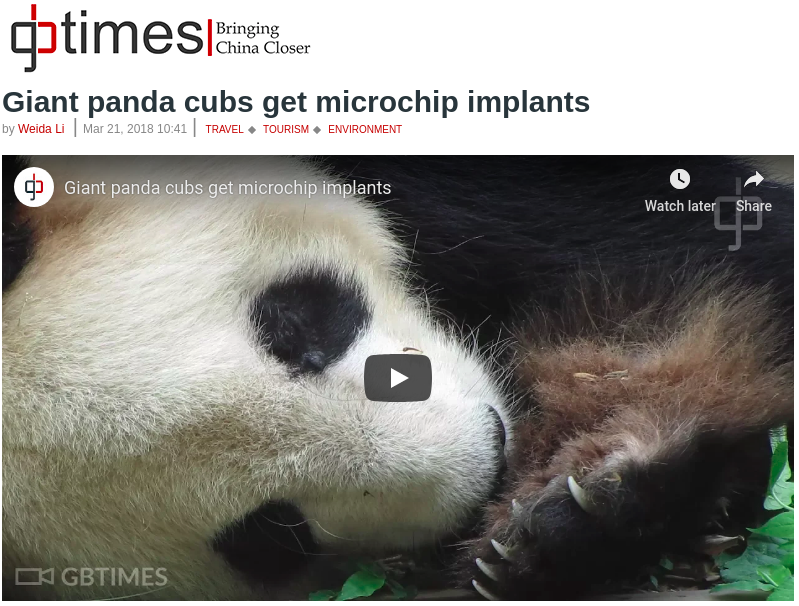 gbtimes Bringing
China Closer
Giant panda cubs get microchip implants
by Weida Li | Mar 21, 2018 10:41 | TRAVEL ◆ TOURISM ◆ ENVIRONMENT
Giant panda cubs get microchip implants
Watch later Share
GBTIMES